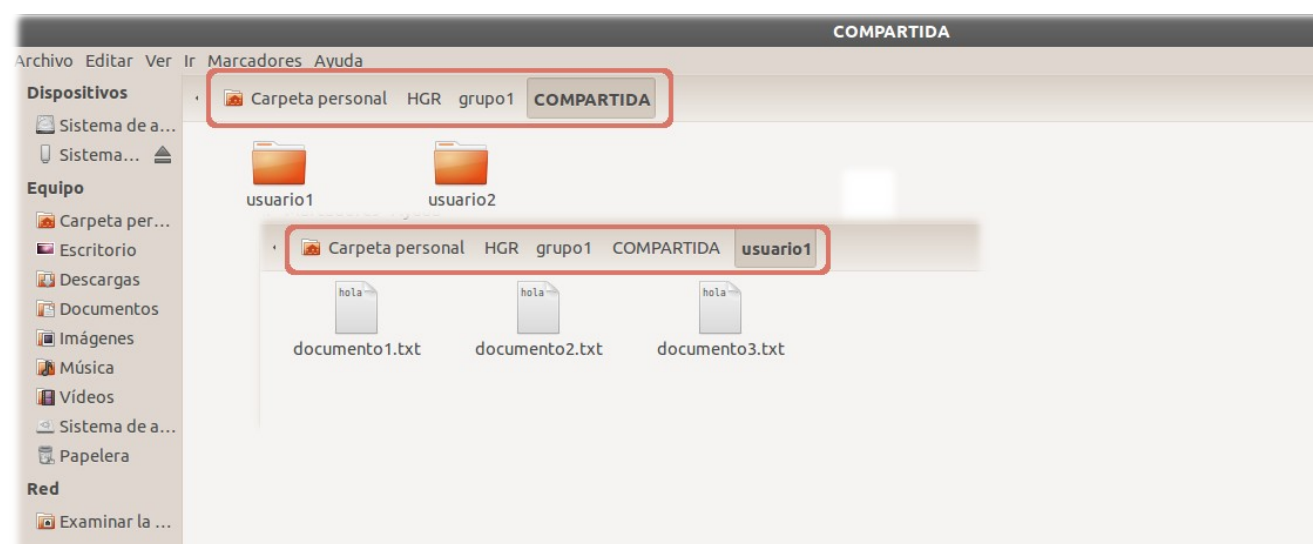 COMPARTIDA
Archivo Editar Ver Ir Marcadores Ayuda
Dispositivos
Sistema de a...
Sistema...
Equipo
Carpeta per...
Escritorio
Descargas
Documentos
Imágenes
Música
Vídeos
Sistema de a...
Papelera
Red
Examinar la ...
Carpeta personal HGR grupo1 COMPARTIDA
usuario1 usuario2
Carpeta personal HGR grupo1 COMPARTIDA usuario1
hola hola hola
documento1.txt documento2.txt documento3.txt